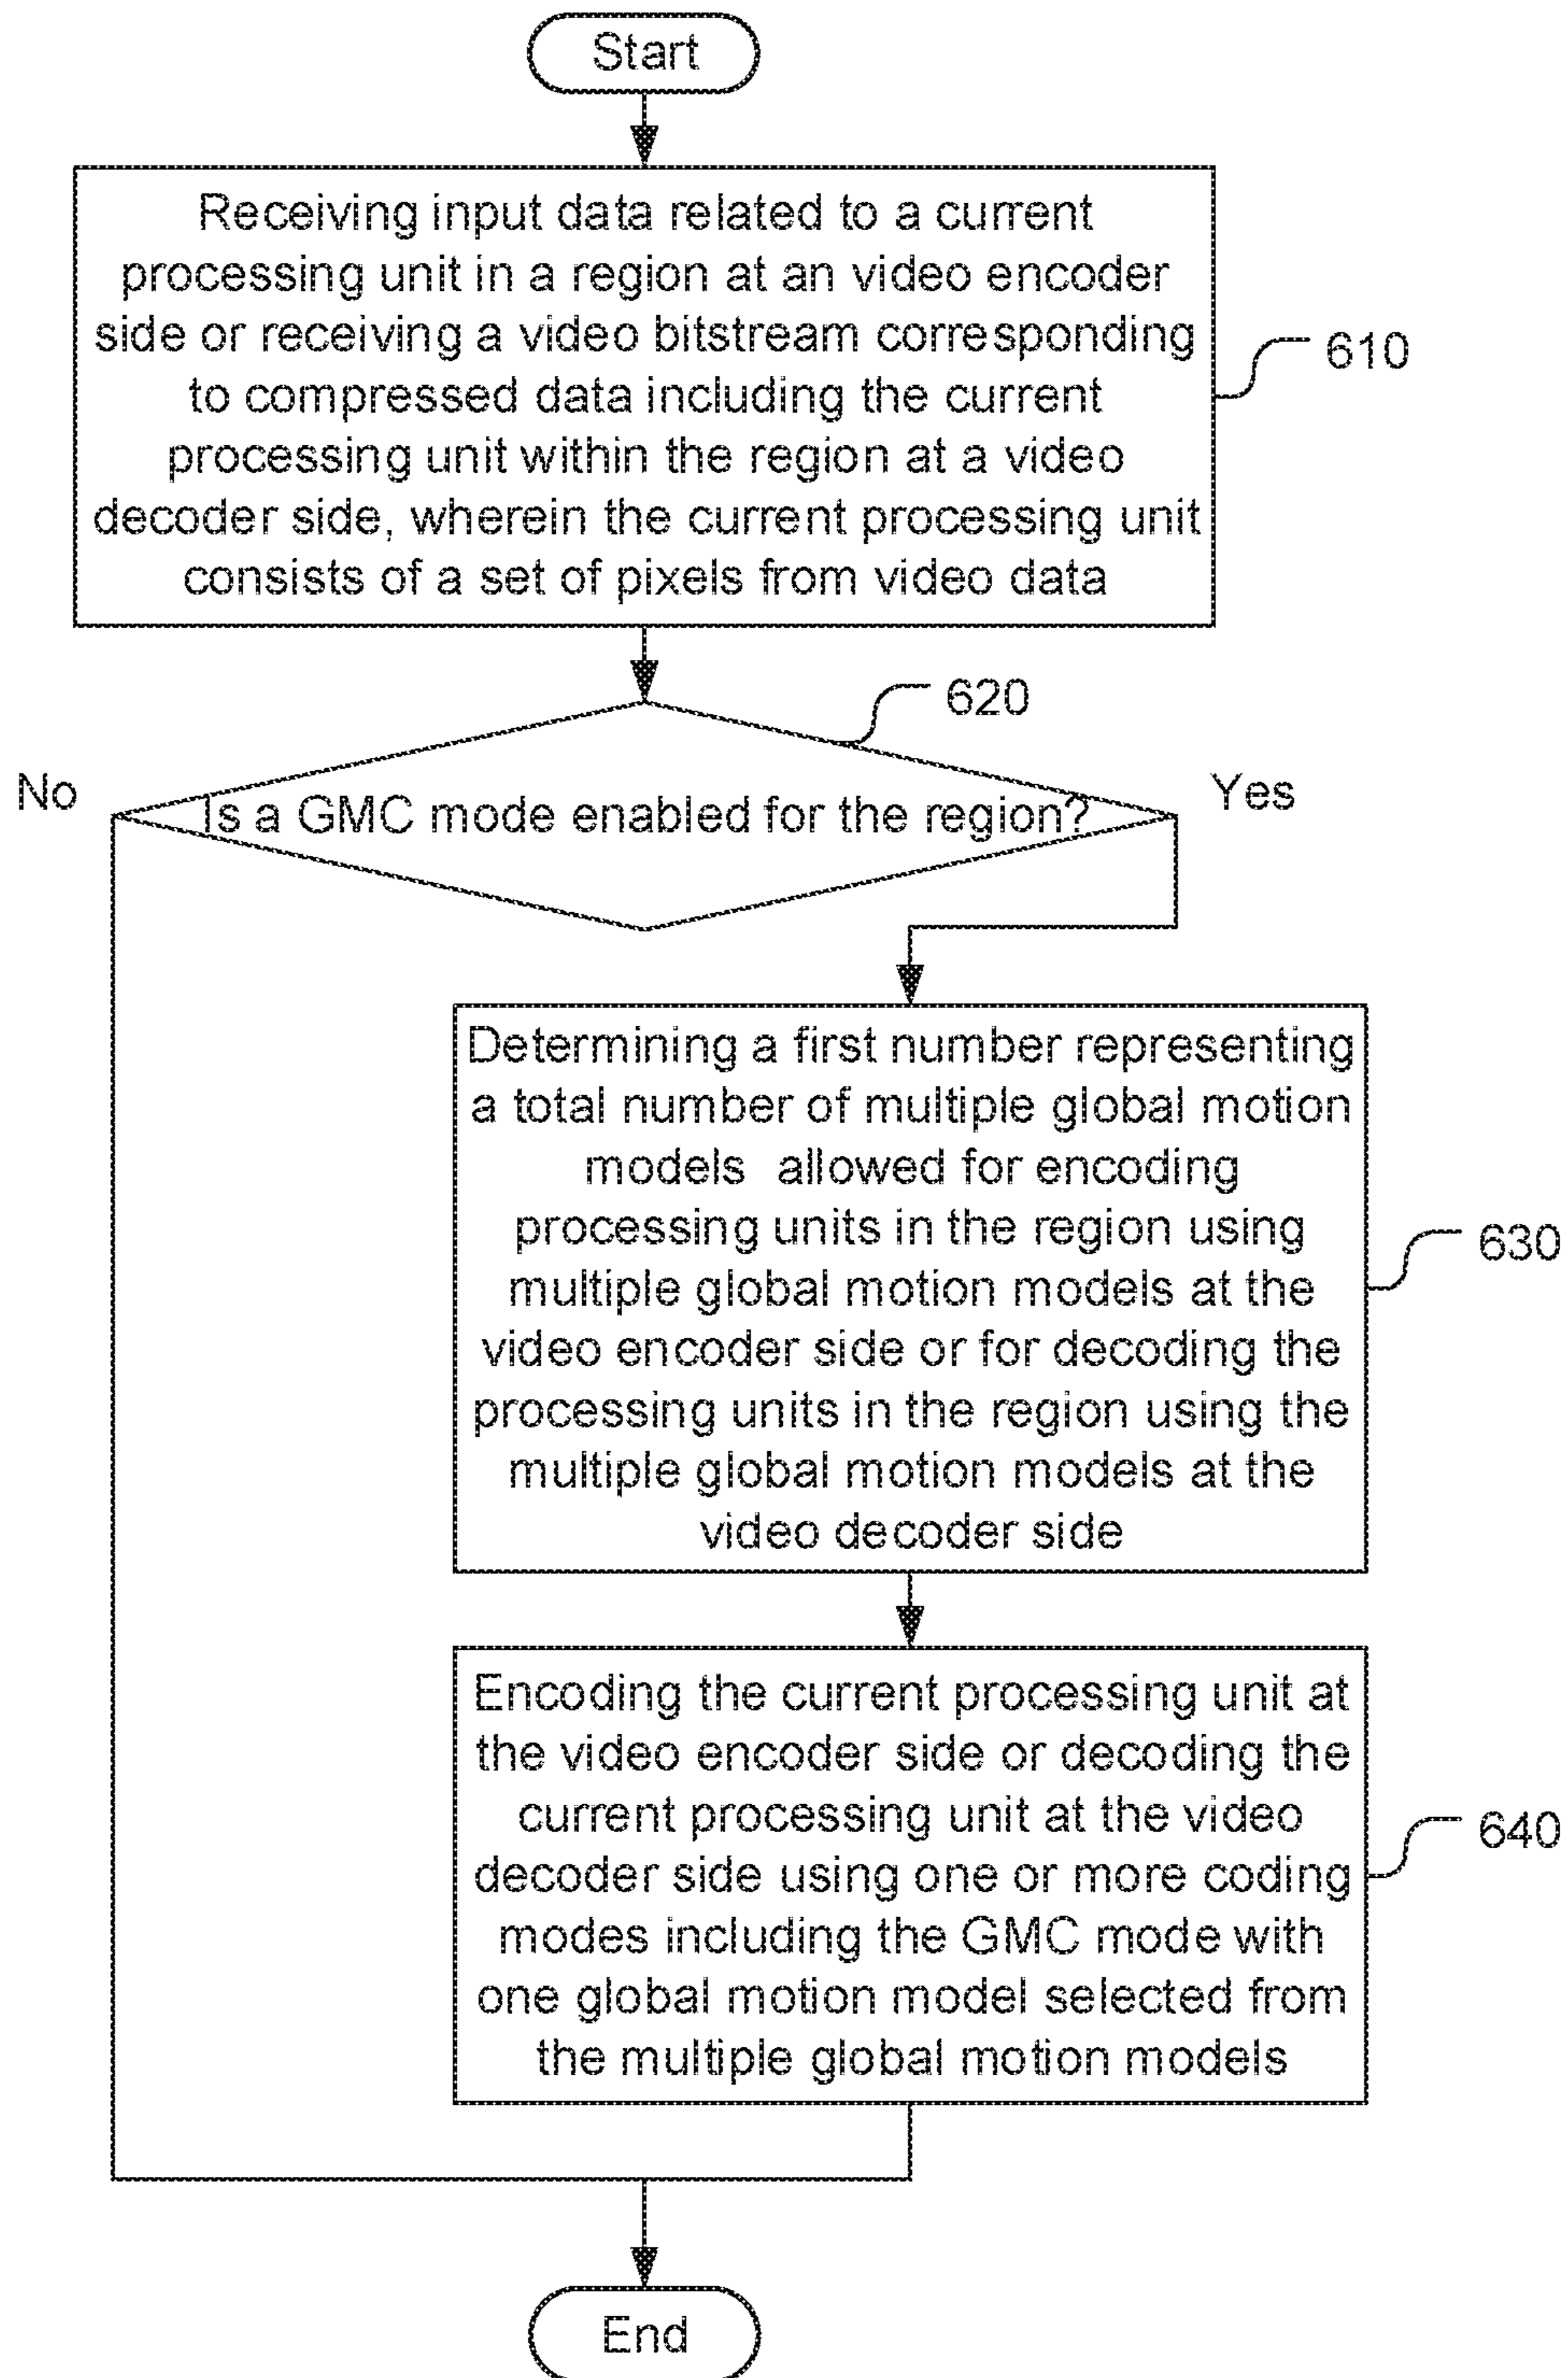 Start
Receiving input data related to a current
processing unit in a region at an video encoder
side or receiving a video bitstream corresponding
to compressed data including the current
processing unit within the region at a video
decoder side, wherein the current processing unit
consists of a set of pixels from video data
610
620
No
Is a GMC mode enabled for the region?
Yes
Determining a first number representing
a total number of multiple global motion
models allowed for encoding
processing units in the region using
multiple global motion models at the
video encoder side or for decoding the
processing units in the region using the
multiple global motion models at the
video decoder side
630
Encoding the current processing unit at
the video encoder side or decoding the
current processing unit at the video
decoder side using one or more coding
modes including the GMC mode with
one global motion model selected from
the multiple global motion models
640
End